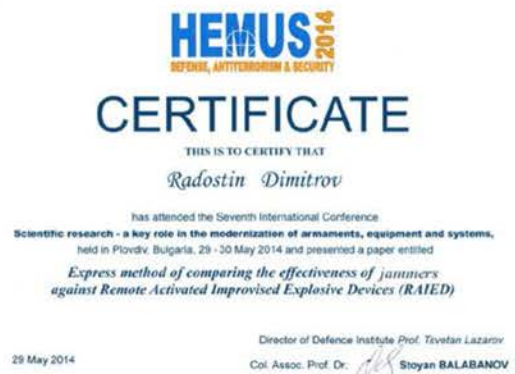 HEMUS 2014
DEFENSE, ANTITERRORISM & SECURITY
CERTIFICATE
THIS IS TO CERTIFY THAT
Radostin Dimitrov
has attended the Seventh International Conference
Scientific research - a key role in the modernization of armaments, equipment and systems,
held in Plovdiv, Bulgaria, 29 - 30 May 2014 and presented a paper entitled
Express method of comparing the effectiveness of jammers
against Remote Activated Improvised Explosive Devices (RAIED)
Director of Defence Institute Prof. Tsvetan Lazarov
29 May 2014
Col. Assoc. Prof. Dr. Stoyan BALABANOV